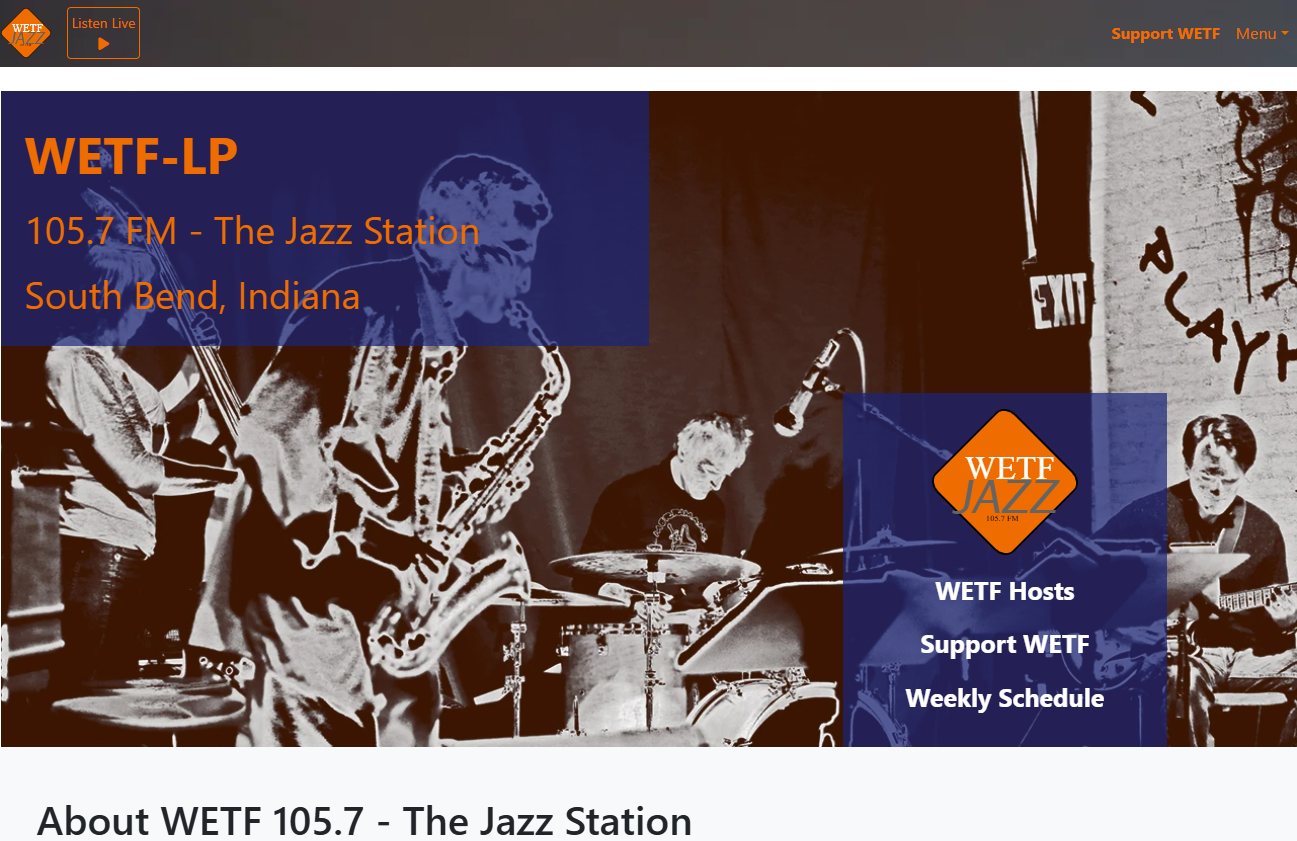 WETF
JAZZ
Listen Live
Support WETF
Menu
WETF-LP
105.7 FM - The Jazz Station
South Bend, Indiana
EXIT
WETF
JAZZ
105.7 FM
WETF Hosts
Support WETF
Weekly Schedule
About WETF 105.7 - The Jazz Station